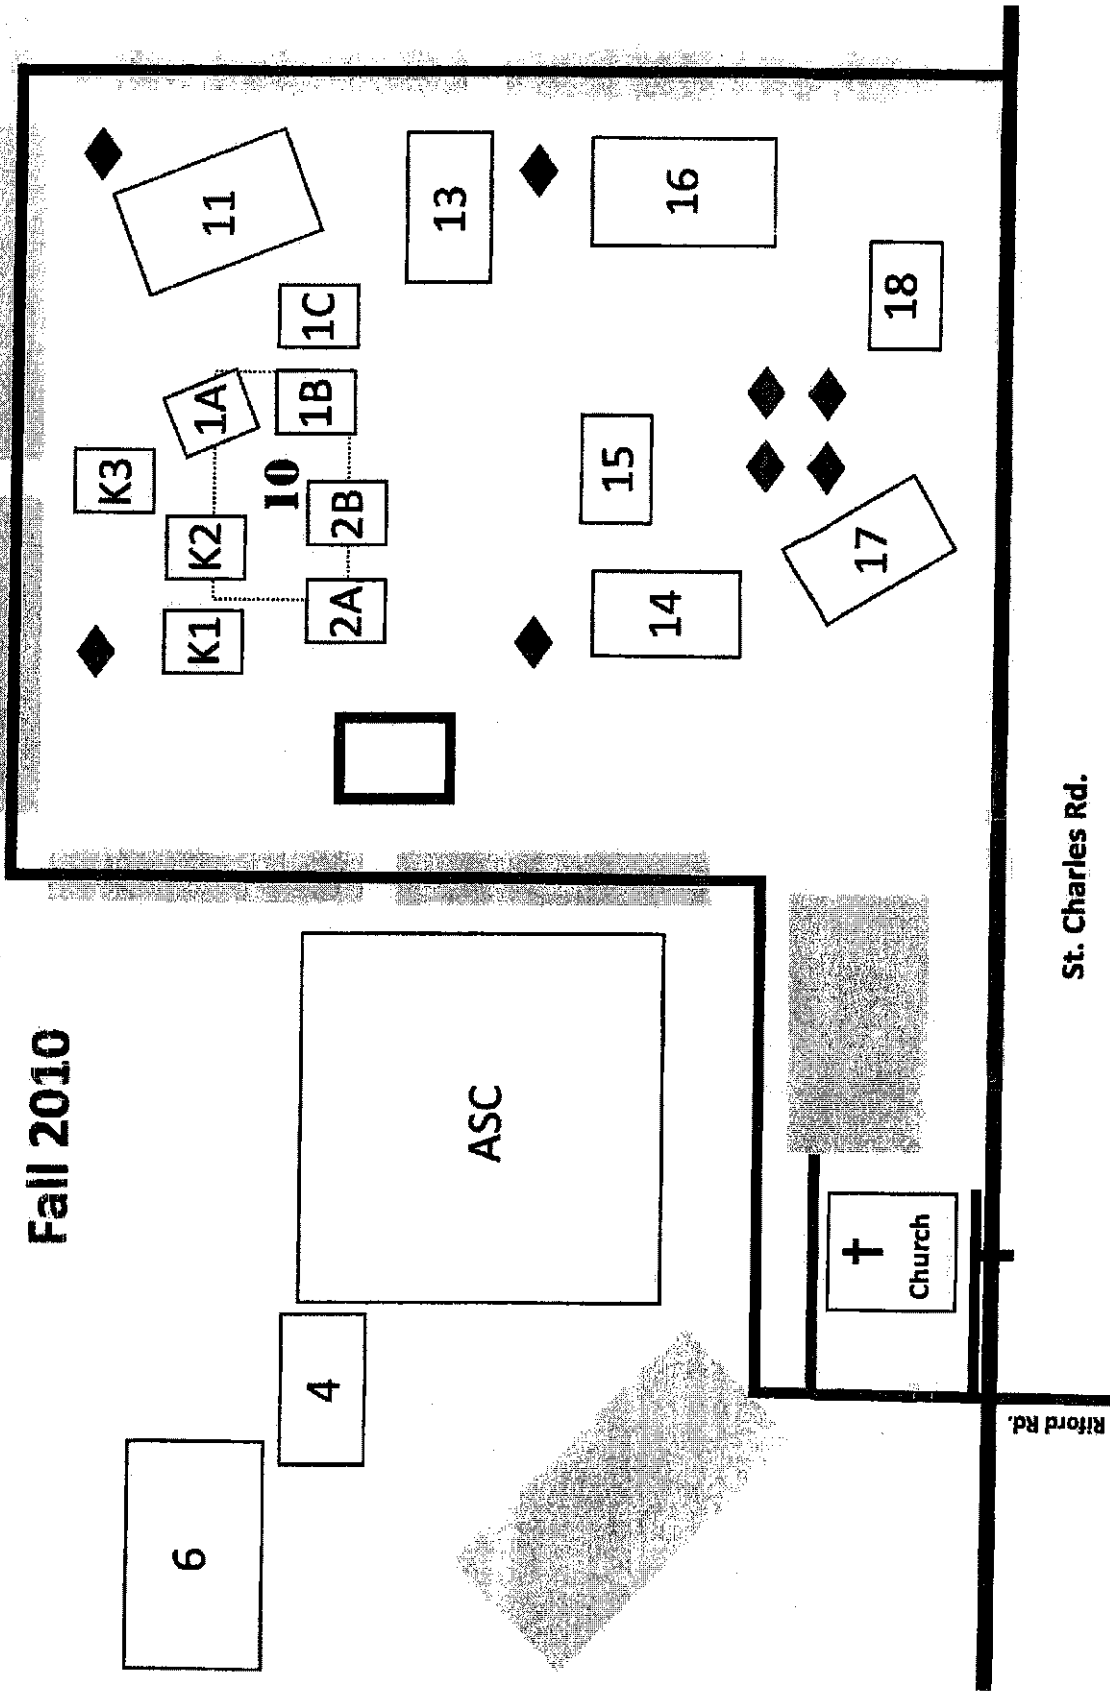 Fall 2010
6
4
ASC
K1
K2
K3
1A
11
10
2A
2B
1B
1C
13
14
15
16
17
18
†
Church
St. Charles Rd.
Riford Rd.